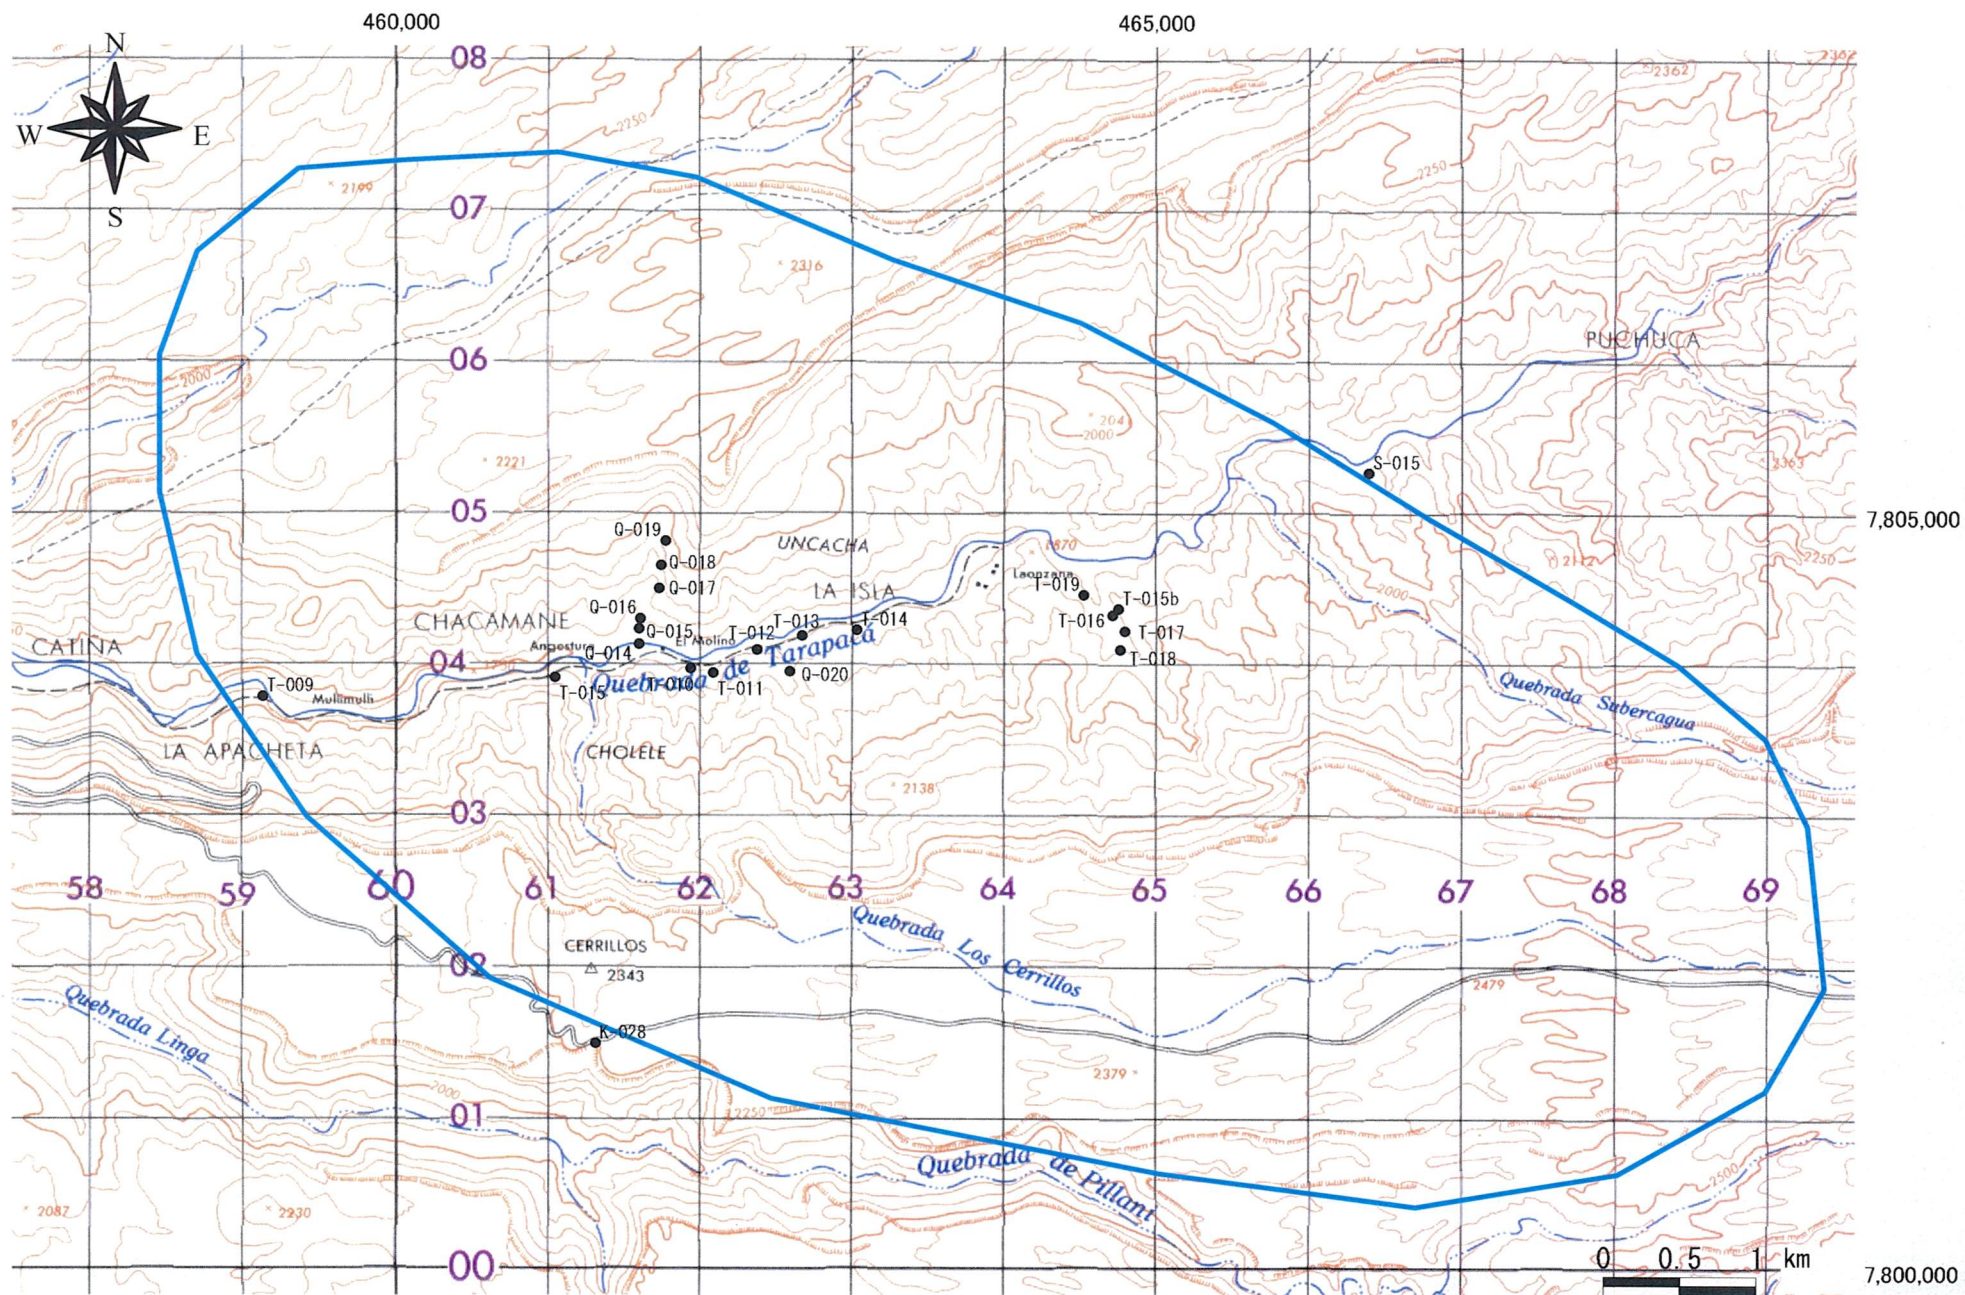 460,000
465,000
N
W
E
S
08
2362
2250
2199
07
2250
2316
PUCHUCA
06
2000
204
2000
2221
2363
S-015
05
7,805,000
Q-019
UNCACHA
1870
2112
2250
Q-018
Laonzana
T-019
Q-017
LA ISLA
2000
T-015b
Q-016
CHACAMANE
T-013
T-014
T-016
Q-015
El Molino
T-012
T-017
CATINA
Angostura
Q-014
Quebrada de Tarapacá
T-018
04
T-009
T-015
T-010
T-011
Q-020
Mullimulli
Quebrada Subercagua
LA APACHETA
CHOLELE
2138
03
58
59
60
61
62
63
64
65
66
67
68
69
Quebrada Los Cerrillos
CERRILLOS
2343
02
2479
Quebrada Linga
K-028
2379
2000
2250
01
Quebrada de Pillant
2500
2087
2230
00
0 0.5 1 km
7,800,000